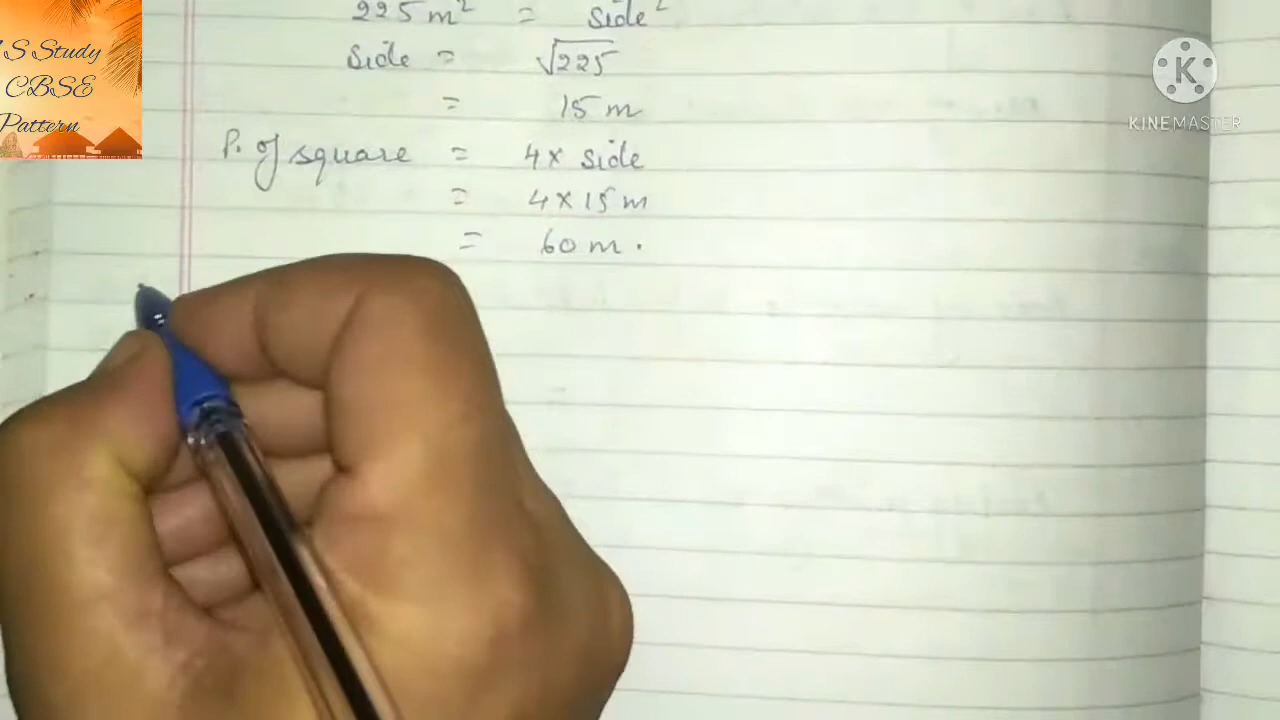 225 m² = side²
side = √225
= 15 m
P. of square = 4 x side
= 4 x 15 m
= 60 m.
S Study
CBSE
Pattern
K
KINEMASTER